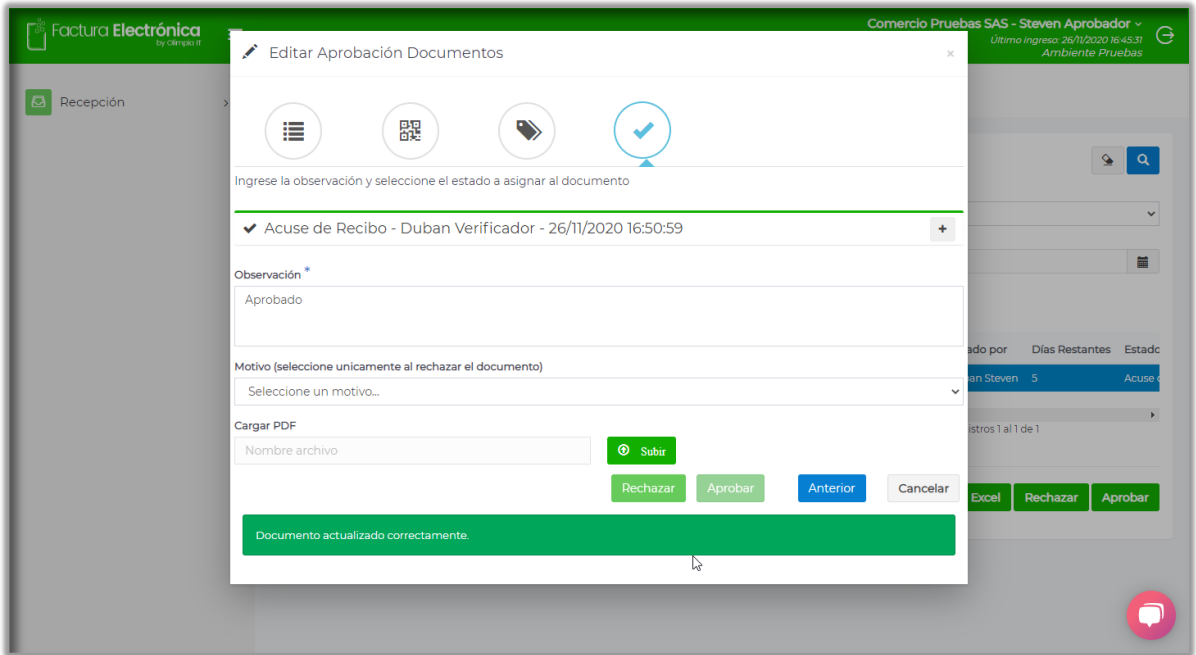 Factura Electrónica
by Olimpia IT
Comercio Pruebas SAS - Steven Aprobador
Último ingreso: 26/11/2020 16:45:31
Ambiente Pruebas
Recepción
Editar Aprobación Documentos
×
Ingrese la observación y seleccione el estado a asignar al documento
Acuse de Recibo - Duban Verificador - 26/11/2020 16:50:59
+
Observación *
Aprobado
Motivo (seleccione unicamente al rechazar el documento)
Seleccione un motivo...
Cargar PDF
Nombre archivo
Subir
Rechazar Aprobar Anterior Cancelar
Documento actualizado correctamente.
ado por Días Restantes Estado
an Steven 5 Acuse
istros 1 al 1 de 1
Excel Rechazar Aprobar